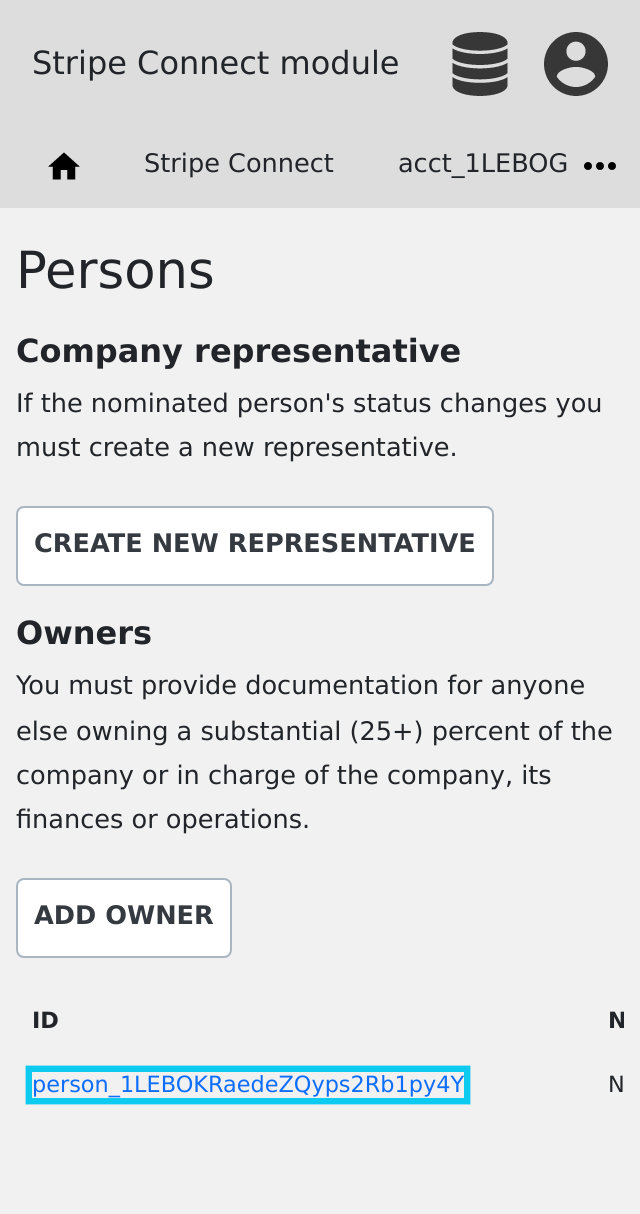 Stripe Connect module
Stripe Connect acct_1LEBOG
Persons
Company representative
If the nominated person's status changes you
must create a new representative.
CREATE NEW REPRESENTATIVE
Owners
You must provide documentation for anyone
else owning a substantial (25+) percent of the
company or in charge of the company, its
finances or operations.
ADD OWNER
ID N
person_1LEBOKRaedeZQyps2Rb1py4Y N